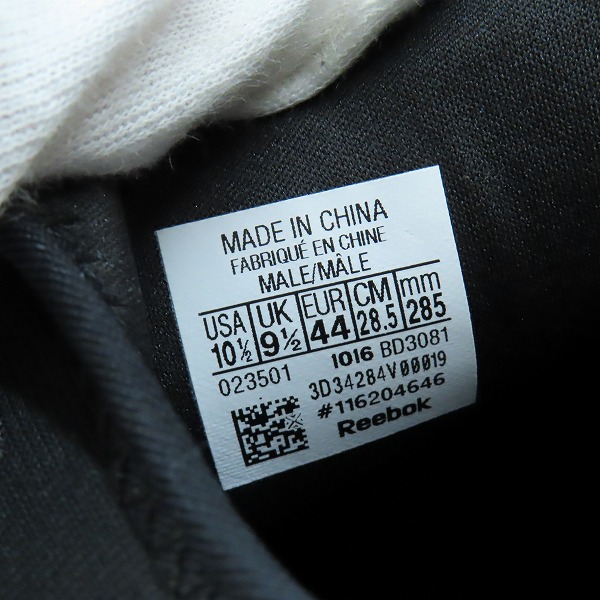 MADE IN CHINA
FABRIQUÉ EN CHINE
MALE/MÂLE
USA UK EUR CM mm
10½ 9½ 44 28.5 285
023501 1016 BD3081
3D34284V00019
#116204646
Reebok